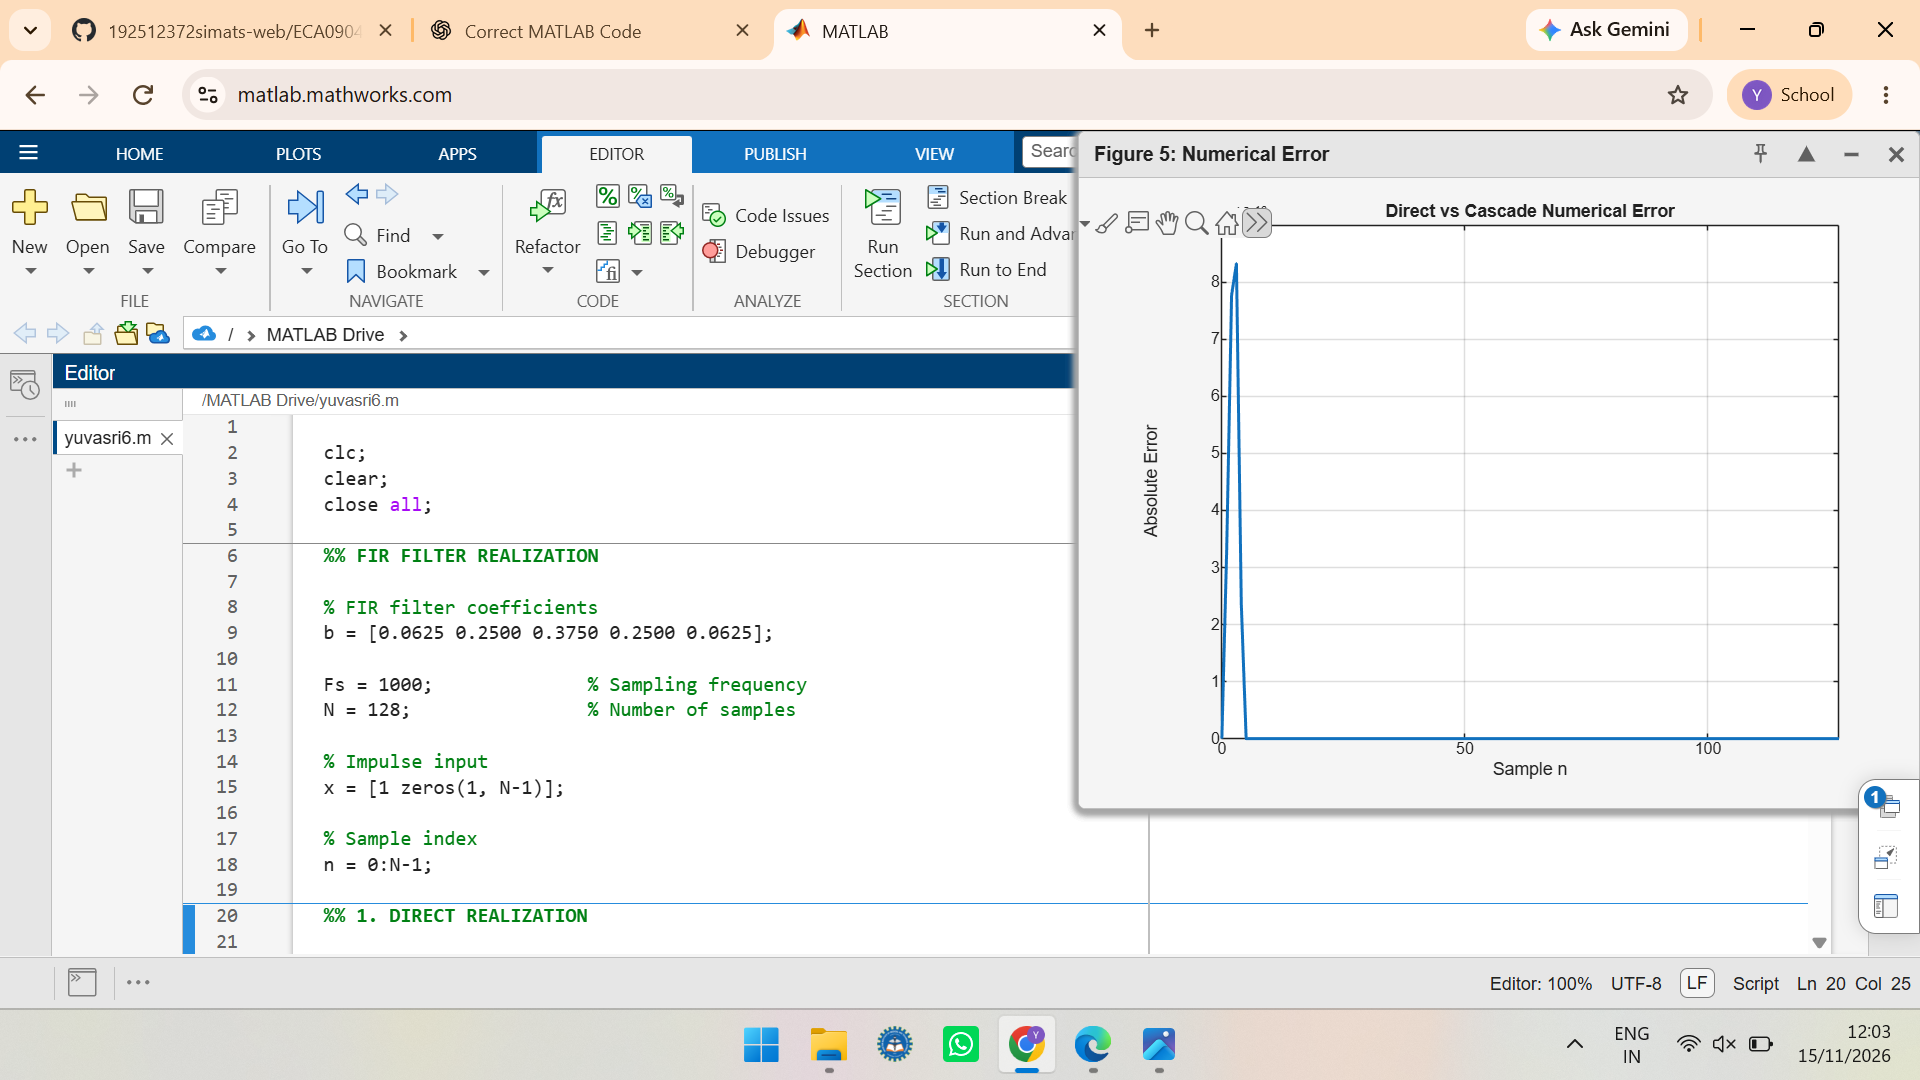 192512372simats-web/ECA0904
Correct MATLAB Code
MATLAB
Ask Gemini
matlab.mathworks.com
Y
School
HOME
PLOTS
APPS
EDITOR
PUBLISH
VIEW
Searc
New
Open
Save
Compare
FILE
Go To
Find
Bookmark
NAVIGATE
Refactor
CODE
Code Issues
Debugger
ANALYZE
Run
Section
Section Break
Run and Advan
Run to End
SECTION
/ > MATLAB Drive >
Editor
/MATLAB Drive/yuvasri6.m
yuvasri6.m
1
2 clc;
3 clear;
4 close all;
5
6 %% FIR FILTER REALIZATION
7
8 % FIR filter coefficients
9 b = [0.0625 0.2500 0.3750 0.2500 0.0625];
10
11 Fs = 1000; % Sampling frequency
12 N = 128; % Number of samples
13
14 % Impulse input
15 x = [1 zeros(1, N-1)];
16
17 % Sample index
18 n = 0:N-1;
19
20 %% 1. DIRECT REALIZATION
21
Figure 5: Numerical Error
Direct vs Cascade Numerical Error
Absolute Error
8
7
6
5
4
3
2
1
0
0 50 100
Sample n
1
Editor: 100% UTF-8 LF Script Ln 20 Col 25
ENG
IN
12:03
15/11/2026